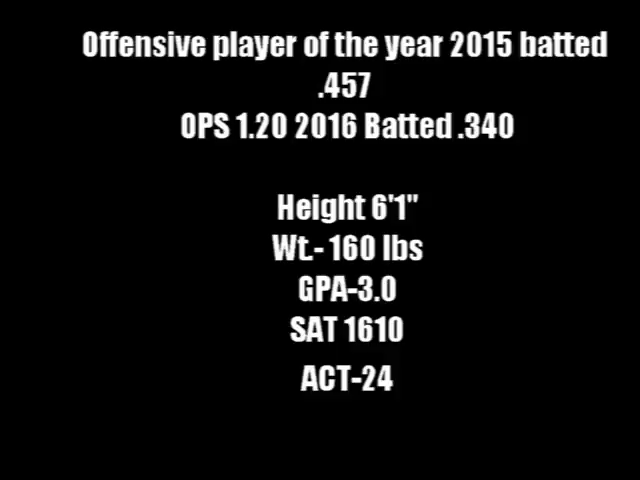 Offensive player of the year 2015 batted
.457
OPS 1.20 2016 Batted .340
Height 6'1"
Wt.- 160 lbs
GPA-3.0
SAT 1610
ACT-24